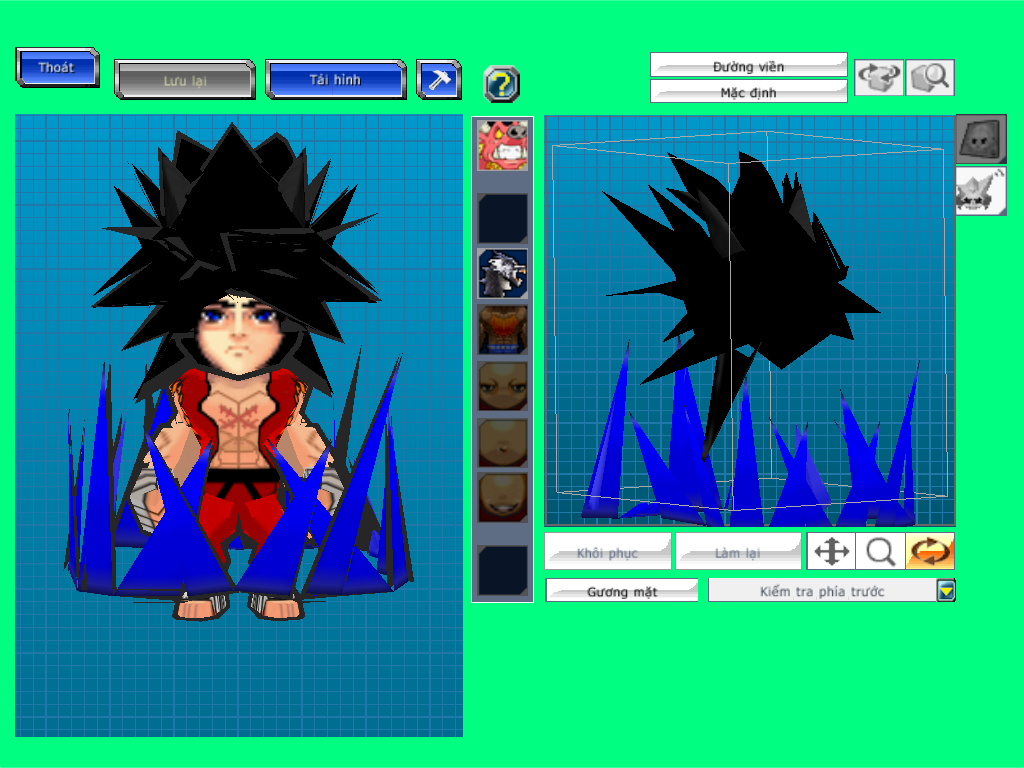 Thoát
Lưu lại
Tải hình
?
Đường viền
Mặc định
Khôi phục
Làm lại
Gương mặt
Kiểm tra phía trước